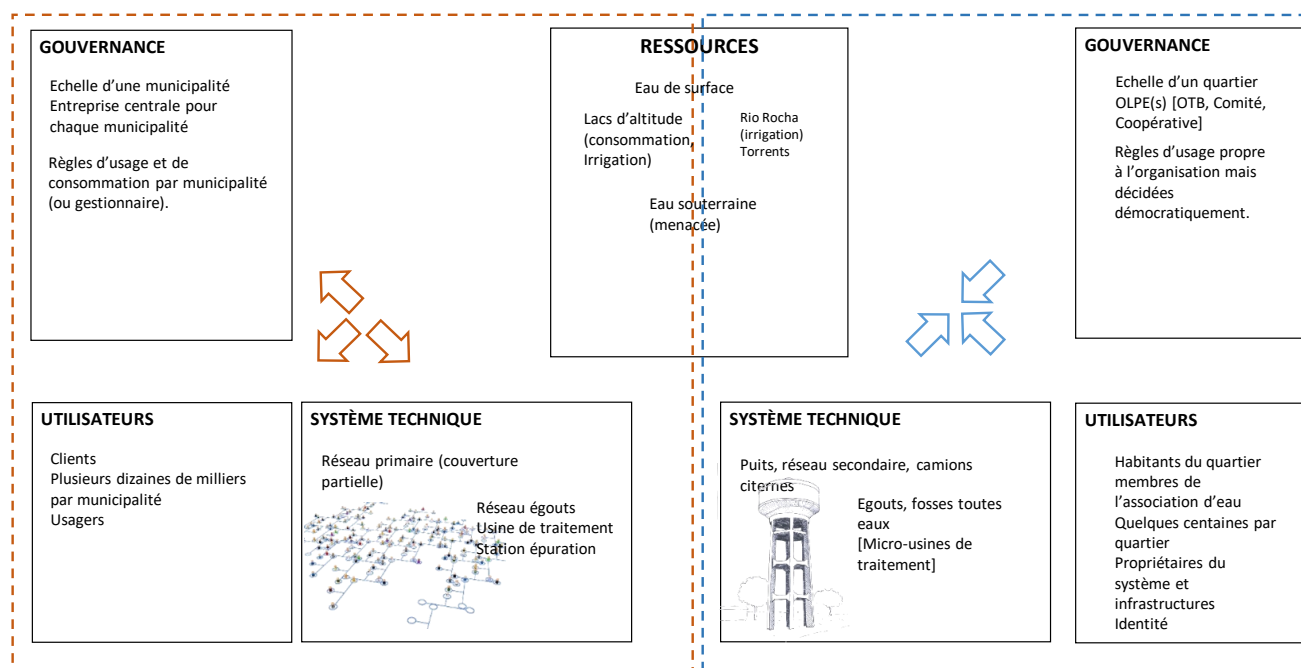 GOUVERNANCE
Echelle d’une municipalité
Entreprise centrale pour
chaque municipalité
Règles d’usage et de
consommation par municipalité
(ou gestionnaire).
RESSOURCES
Eau de surface
Lacs d’altitude
(consommation,
Irrigation)
Rio Rocha
(irrigation)
Torrents
Eau souterraine
(menacée)
GOUVERNANCE
Echelle d’un quartier
OLPE(s) [OTB, Comité,
Coopérative]
Règles d’usage propre
à l’organisation mais
décidées
démocratiquement.
UTILISATEURS
Clients
Plusieurs dizaines de milliers
par municipalité
Usagers
SYSTÈME TECHNIQUE
Réseau primaire (couverture
partielle)
Réseau égouts
Usine de traitement
Station épuration
SYSTÈME TECHNIQUE
Puits, réseau secondaire, camions
citernes
Egouts, fosses toutes
eaux
[Micro-usines de
traitement]
UTILISATEURS
Habitants du quartier
membres de
l’association d’eau
Quelques centaines par
quartier
Propriétaires du
système et
infrastructures
Identité